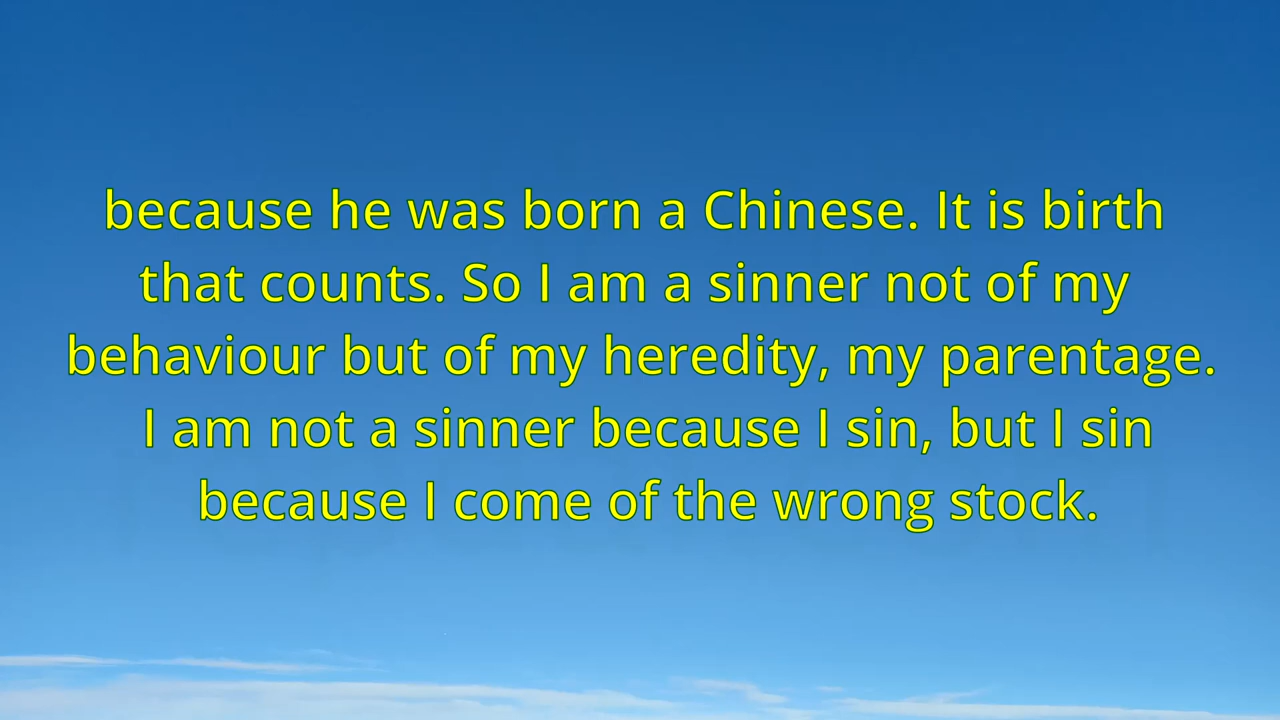 because he was born a Chinese. It is birth
that counts. So I am a sinner not of my
behaviour but of my heredity, my parentage.
I am not a sinner because I sin, but I sin
because I come of the wrong stock.